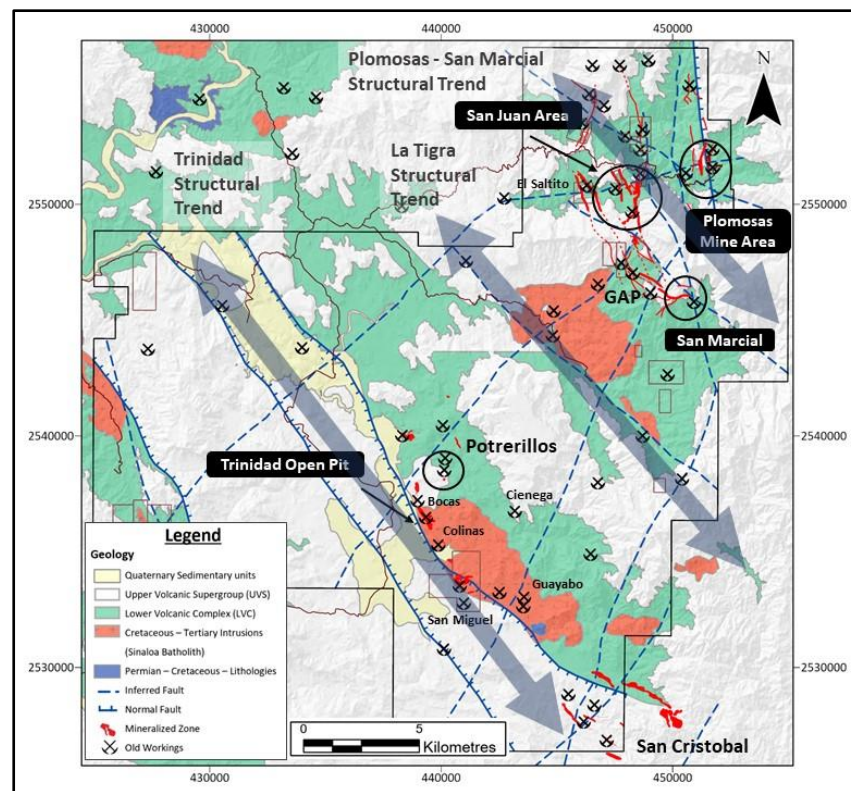 430000
440000
450000
Plomosas - San Marcial
Structural Trend
N
San Juan Area
Trinidad
Structural
Trend
La Tigra
Structural
Trend
El Saltito
2550000
2550000
Plomosas
Mine Area
GAP
San Marcial
2540000
2540000
Potrerillos
Trinidad Open Pit
Bocas
Cienega
Colinas
Guayabo
San Miguel
2530000
2530000
San Cristobal
Legend
Geology
Quaternary Sedimentary units
Upper Volcanic Supergroup (UVS)
Lower Volcanic Complex (LVC)
Cretaceous – Tertiary Intrusions
(Sinaloa Batholith)
Permian – Cretaceous – Lithologies
Inferred Fault
Normal Fault
Mineralized Zone
Old Workings
0
5
Kilometres
430000
440000
450000